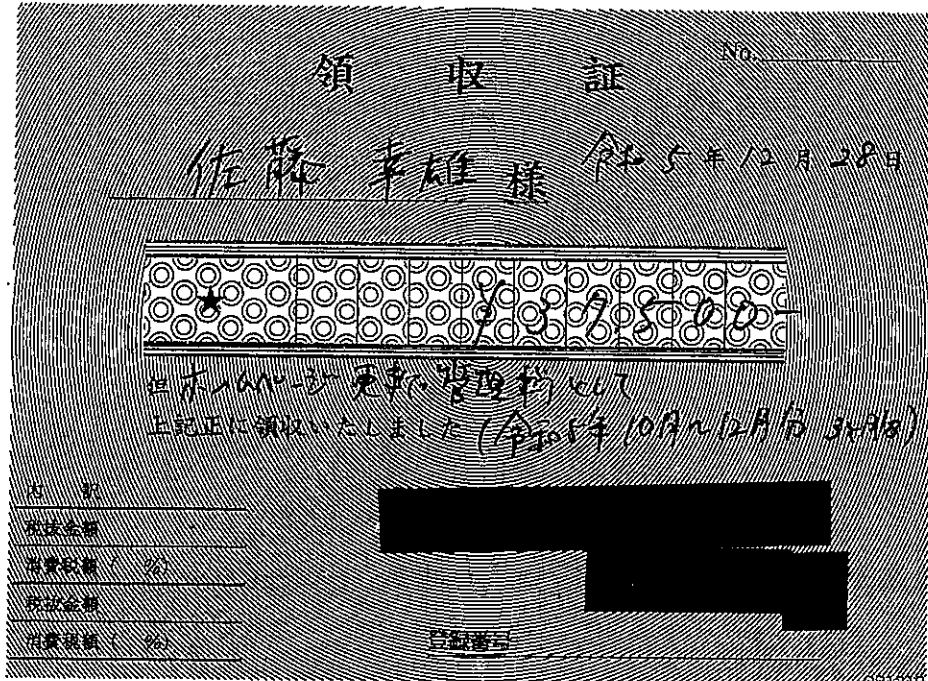 No.
領収証
佐藤 幸雄 様
令和5年12月28日
★ ¥37,500-
但 ホームページ更新、管理料として
上記正に領収いたしました (令和5年10月~12月分 3ヶ月分)
内訳
税抜金額
消費税額( %)
税抜金額
消費税額( %)
登録番号